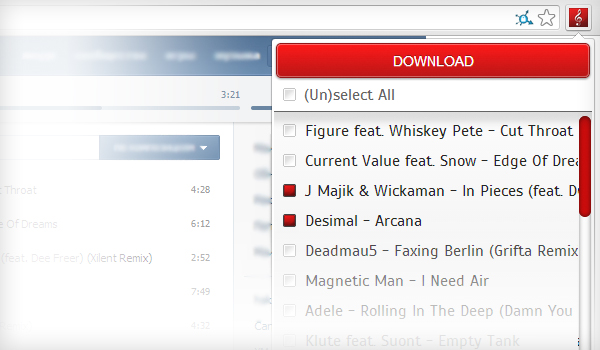 DOWNLOAD
(Un)select All
Figure feat. Whiskey Pete - Cut Throat
Current Value feat. Snow - Edge Of Drea
J Majik & Wickaman - In Pieces (feat. D
Desimal - Arcana
Deadmau5 - Faxing Berlin (Grifta Remix
Magnetic Man - I Need Air
Adele - Rolling In The Deep (Damn You
Klute feat. Suont - Empty Tank
3:21
Throat 4:28
e Of Dreams 6:12
(feat. Dee Freer) (Xilent Remix) 2:52
7:49
4:32